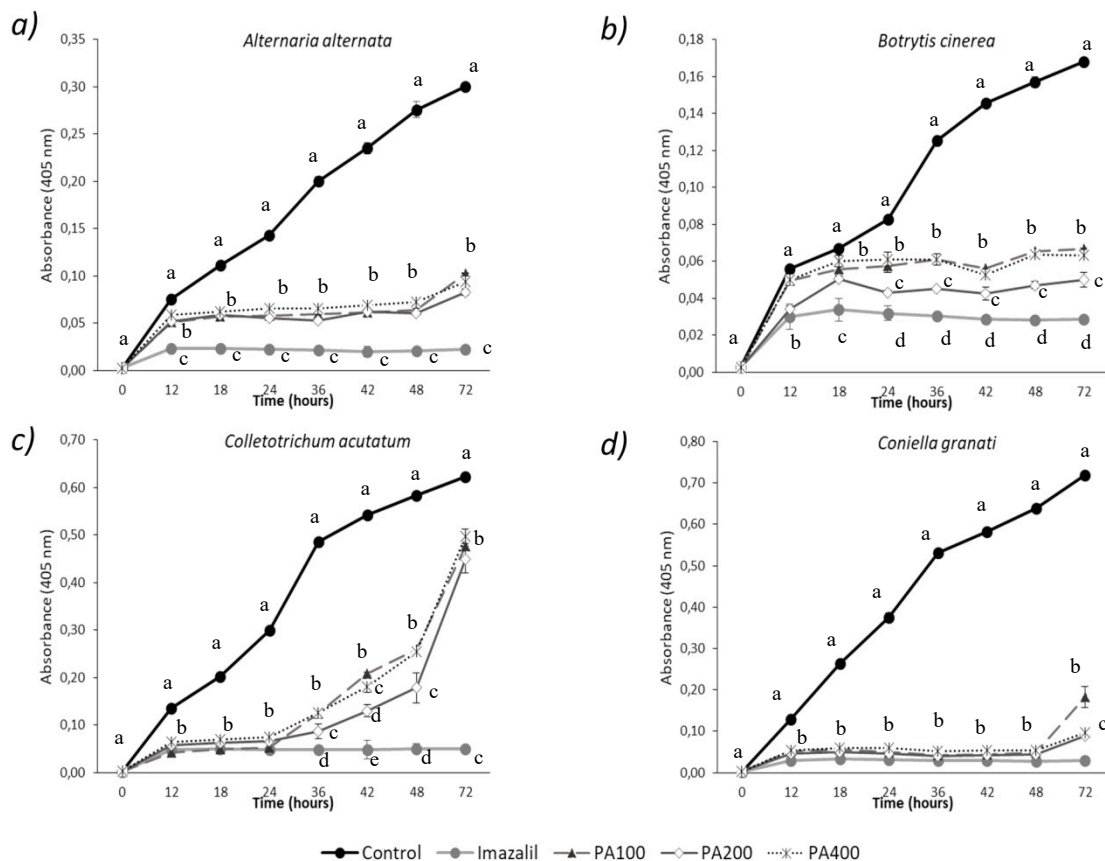 a)
Alternaria alternata
Absorbance (405 nm)
0,35
0,30
0,25
0,20
0,15
0,10
0,05
0,00
a a a a a a a a
b b b b b b b
c c c c c c c
0 12 18 24 36 42 48 72
Time (hours)
b)
Botrytis cinerea
Absorbance (405 nm)
0,18
0,16
0,14
0,12
0,10
0,08
0,06
0,04
0,02
0,00
a a a a a a a a
b b b b b b
c c c c c
b c d d d d d
0 12 18 24 36 42 48 72
Time (hours)
c)
Colletotrichum acutatum
Absorbance (405 nm)
0,70
0,60
0,50
0,40
0,30
0,20
0,10
0,00
a a a a a a a a
b b b b b b b
c c
c d
d e d c
0 12 18 24 36 42 48 72
Time (hours)
d)
Coniella granati
Absorbance (405 nm)
0,80
0,70
0,60
0,50
0,40
0,30
0,20
0,10
0,00
a a a a a a a a
b b b b b b b
c
0 12 18 24 36 42 48 72
Time (hours)
Control Imazalil PA100 PA200 PA400